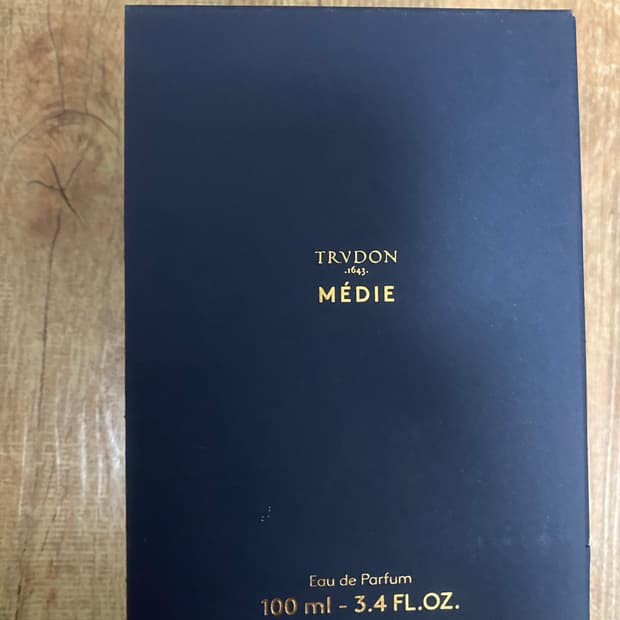 TRVDON
.1643.
MÉDIE
Eau de Parfum
100 ml - 3.4 FL.OZ.